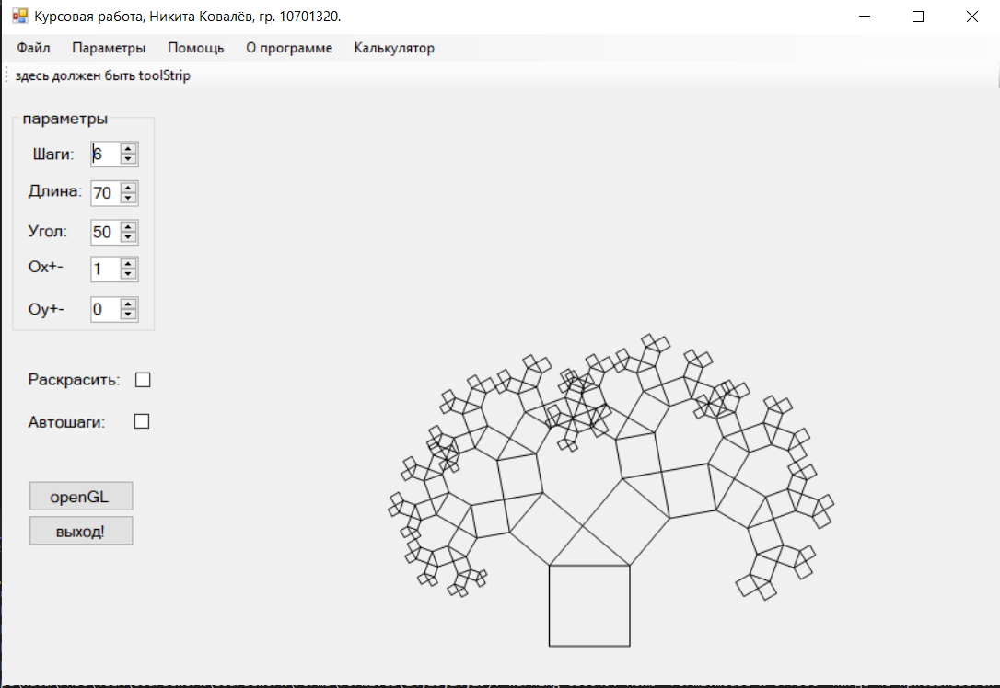 Курсовая работа, Никита Ковалёв, гр. 10701320.
Файл Параметры Помощь О программе Калькулятор
здесь должен быть toolStrip
параметры
Шаги: 6
Длина: 70
Угол: 50
Ox+- 1
Oy+- 0
Раскрасить:
Автошаги:
openGL
выход!